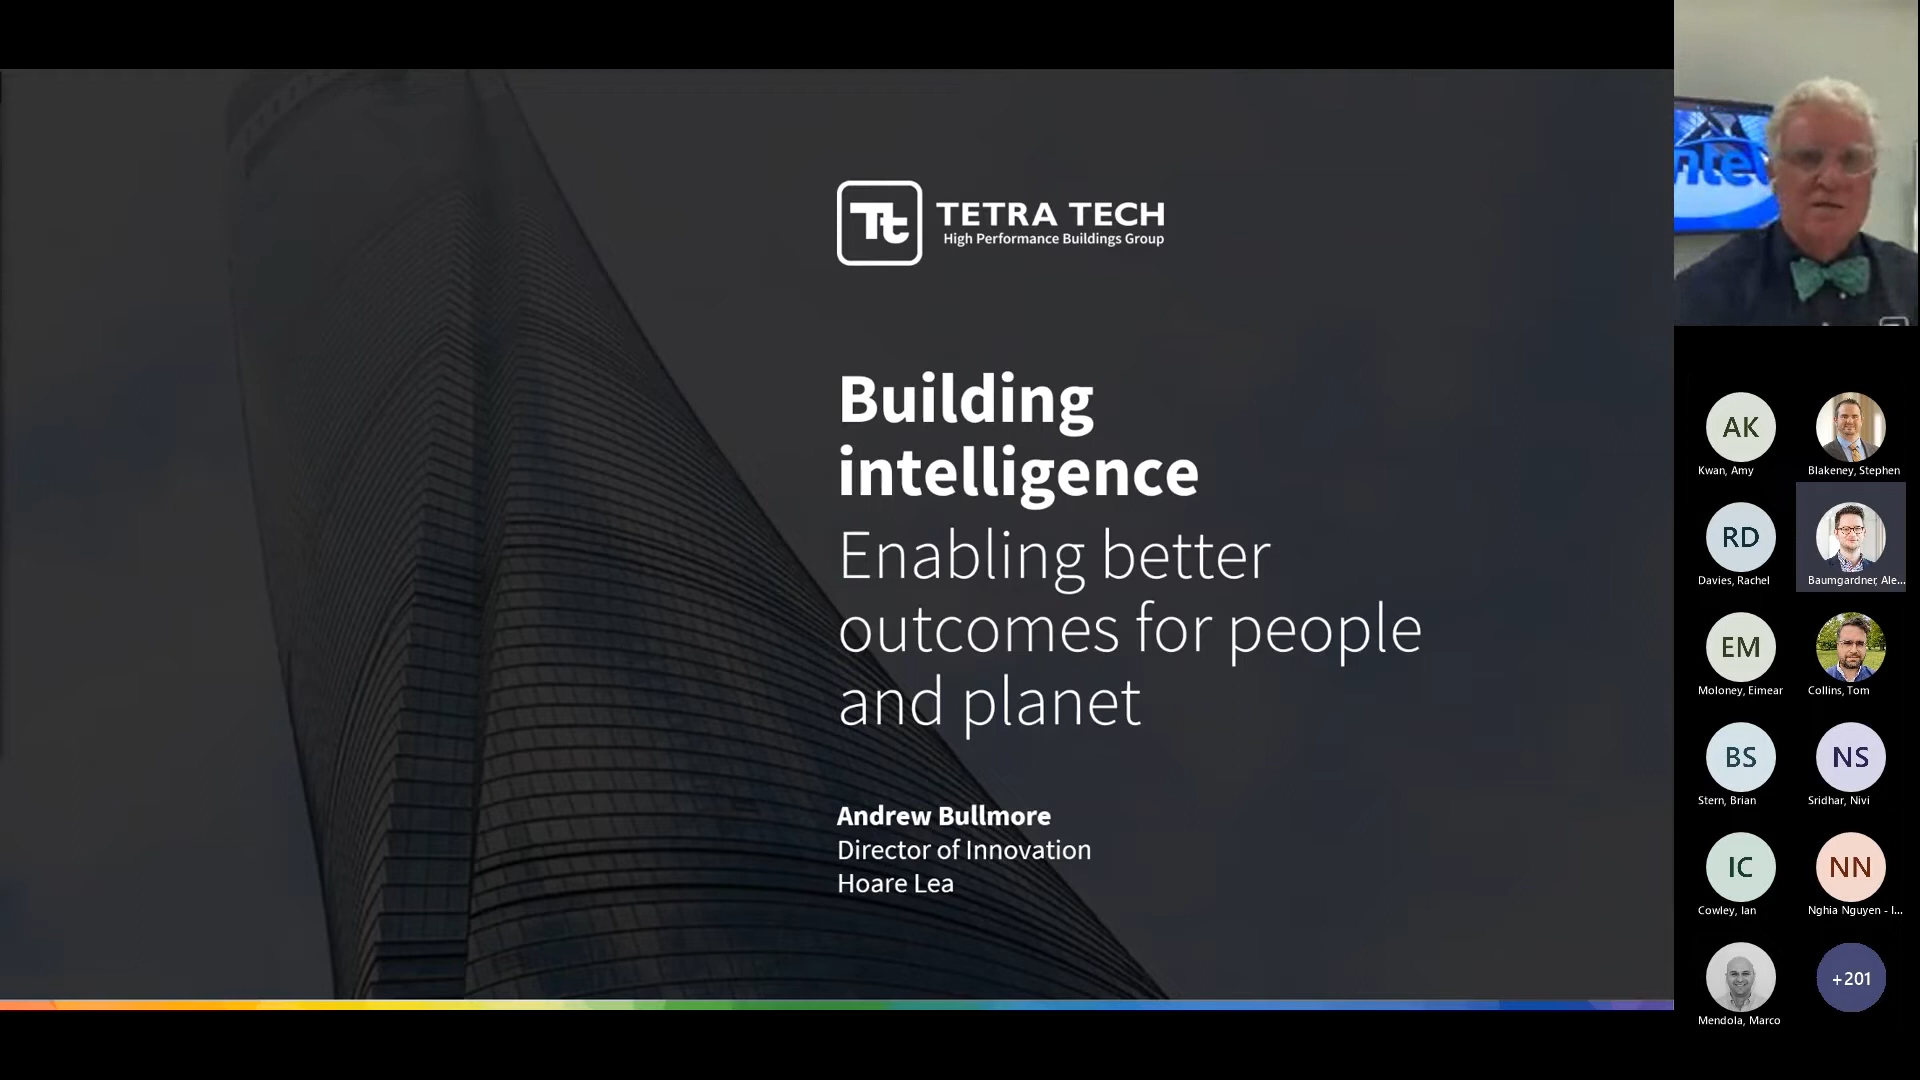 Tt
TETRA TECH
High Performance Buildings Group
Building
intelligence
Enabling better
outcomes for people
and planet
Andrew Bullmore
Director of Innovation
Hoare Lea
ntel
AK
Kwan, Amy
Blakeney, Stephen
RD
Davies, Rachel
Baumgardner, Ale...
EM
Moloney, Eimear
Collins, Tom
BS
Stern, Brian
NS
Sridhar, Nivi
IC
Cowley, Ian
NN
Nghia Nguyen - I...
Mendola, Marco
+201